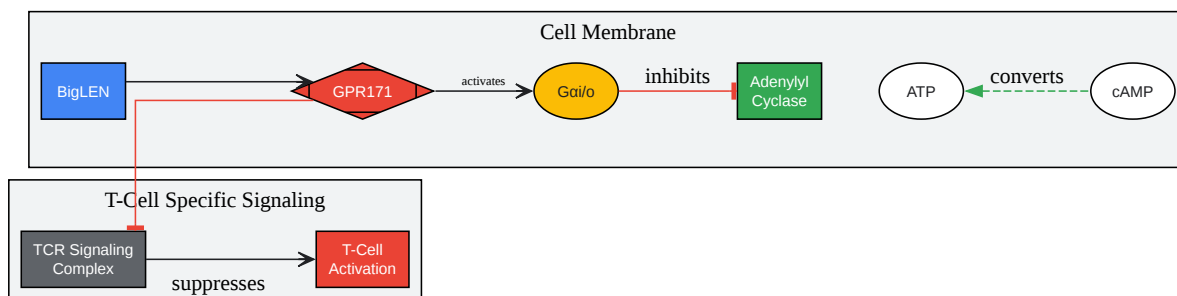 Cell Membrane
BigLEN
GPR171
activates
Gαi/o
inhibits
Adenylyl
Cyclase
ATP
converts
cAMP
T-Cell Specific Signaling
TCR Signaling
Complex
suppresses
T-Cell
Activation